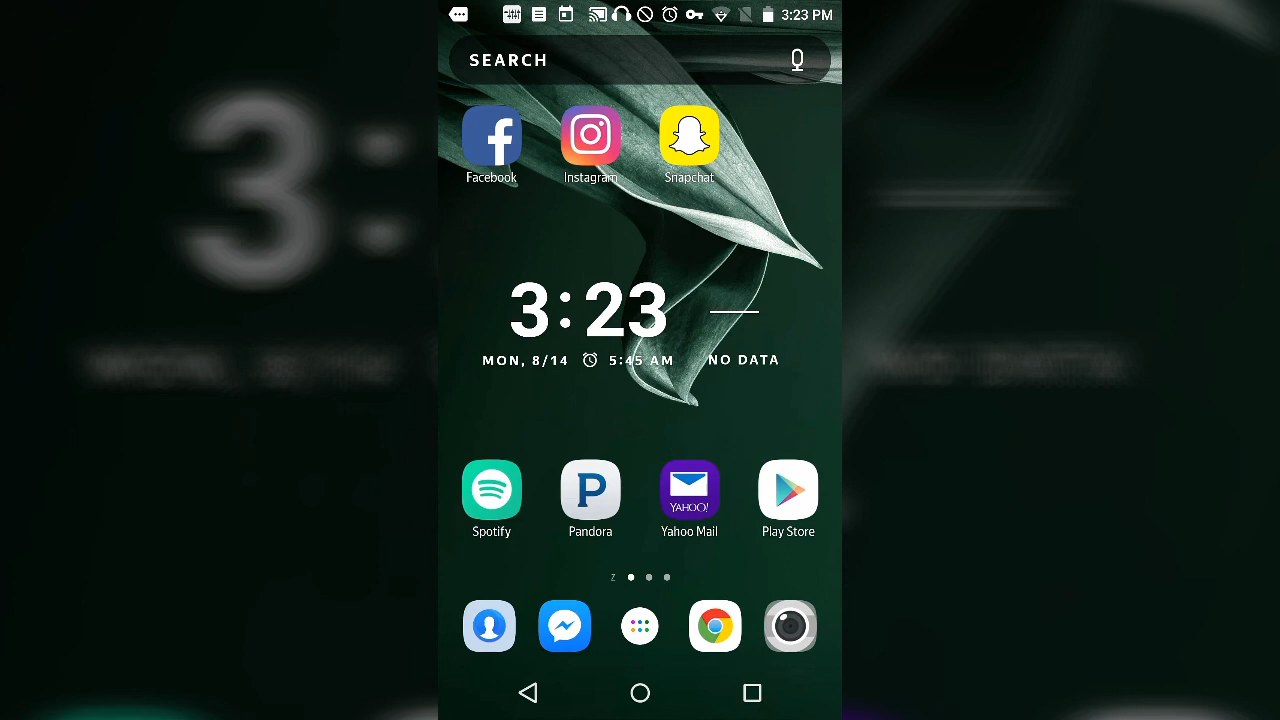 3:23 PM
SEARCH
Facebook
Instagram
Snapchat
3:23
MON, 8/14 5:45 AM NO DATA
YAHOO!
Spotify
Pandora
Yahoo Mail
Play Store
Z